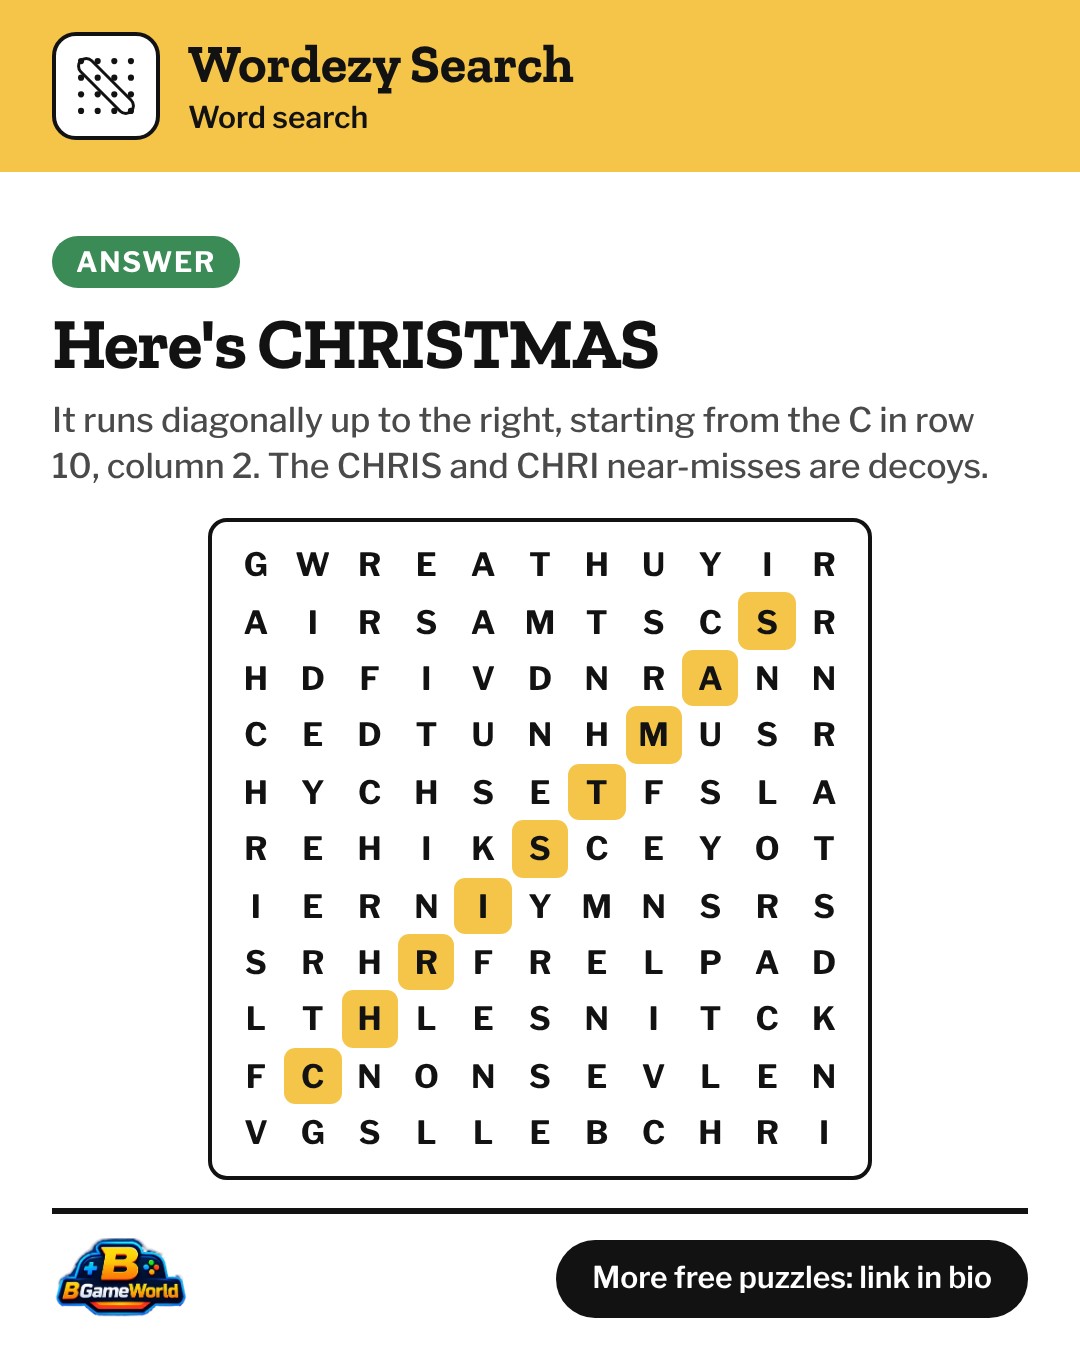 Wordezy Search
Word search
ANSWER
Here's CHRISTMAS
It runs diagonally up to the right, starting from the C in row
10, column 2. The CHRIS and CHRI near-misses are decoys.
G W R E A T H U Y I R
A I R S A M T S C S R
H D F I V D N R A N N
C E D T U N H M U S R
H Y C H S E T F S L A
R E H I K S C E Y O T
I E R N I Y M N S R S
S R H R F R E L P A D
L T H L E S N I T C K
F C N O N S E V L E N
V G S L L E B C H R I
B
BGameWorld
More free puzzles: link in bio